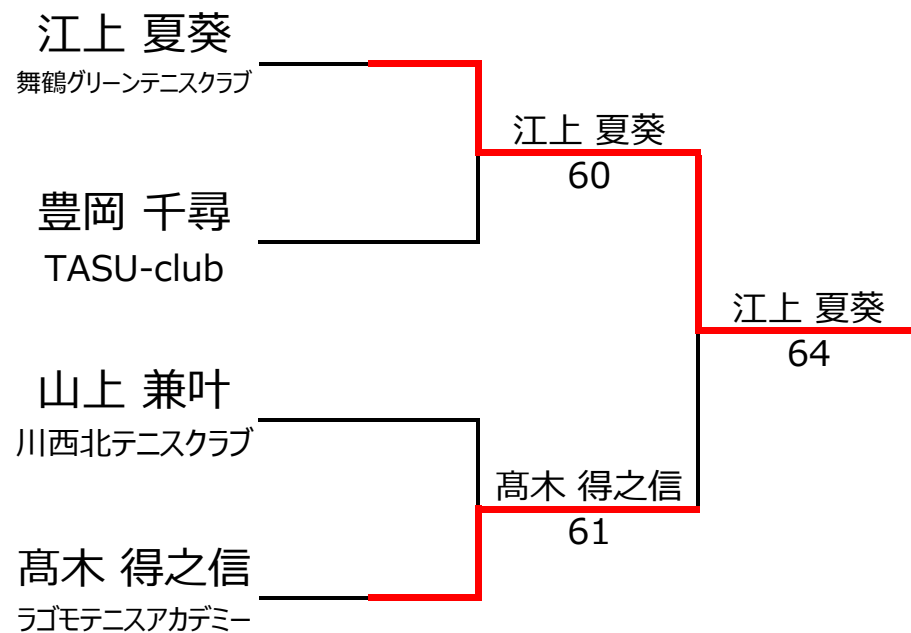 江上 夏葵
舞鶴グリーンテニスクラブ
江上 夏葵
60
豊岡 千尋
TASU-club
江上 夏葵
64
山上 兼叶
川西北テニスクラブ
髙木 得之信
61
髙木 得之信
ラゴモテニスアカデミー